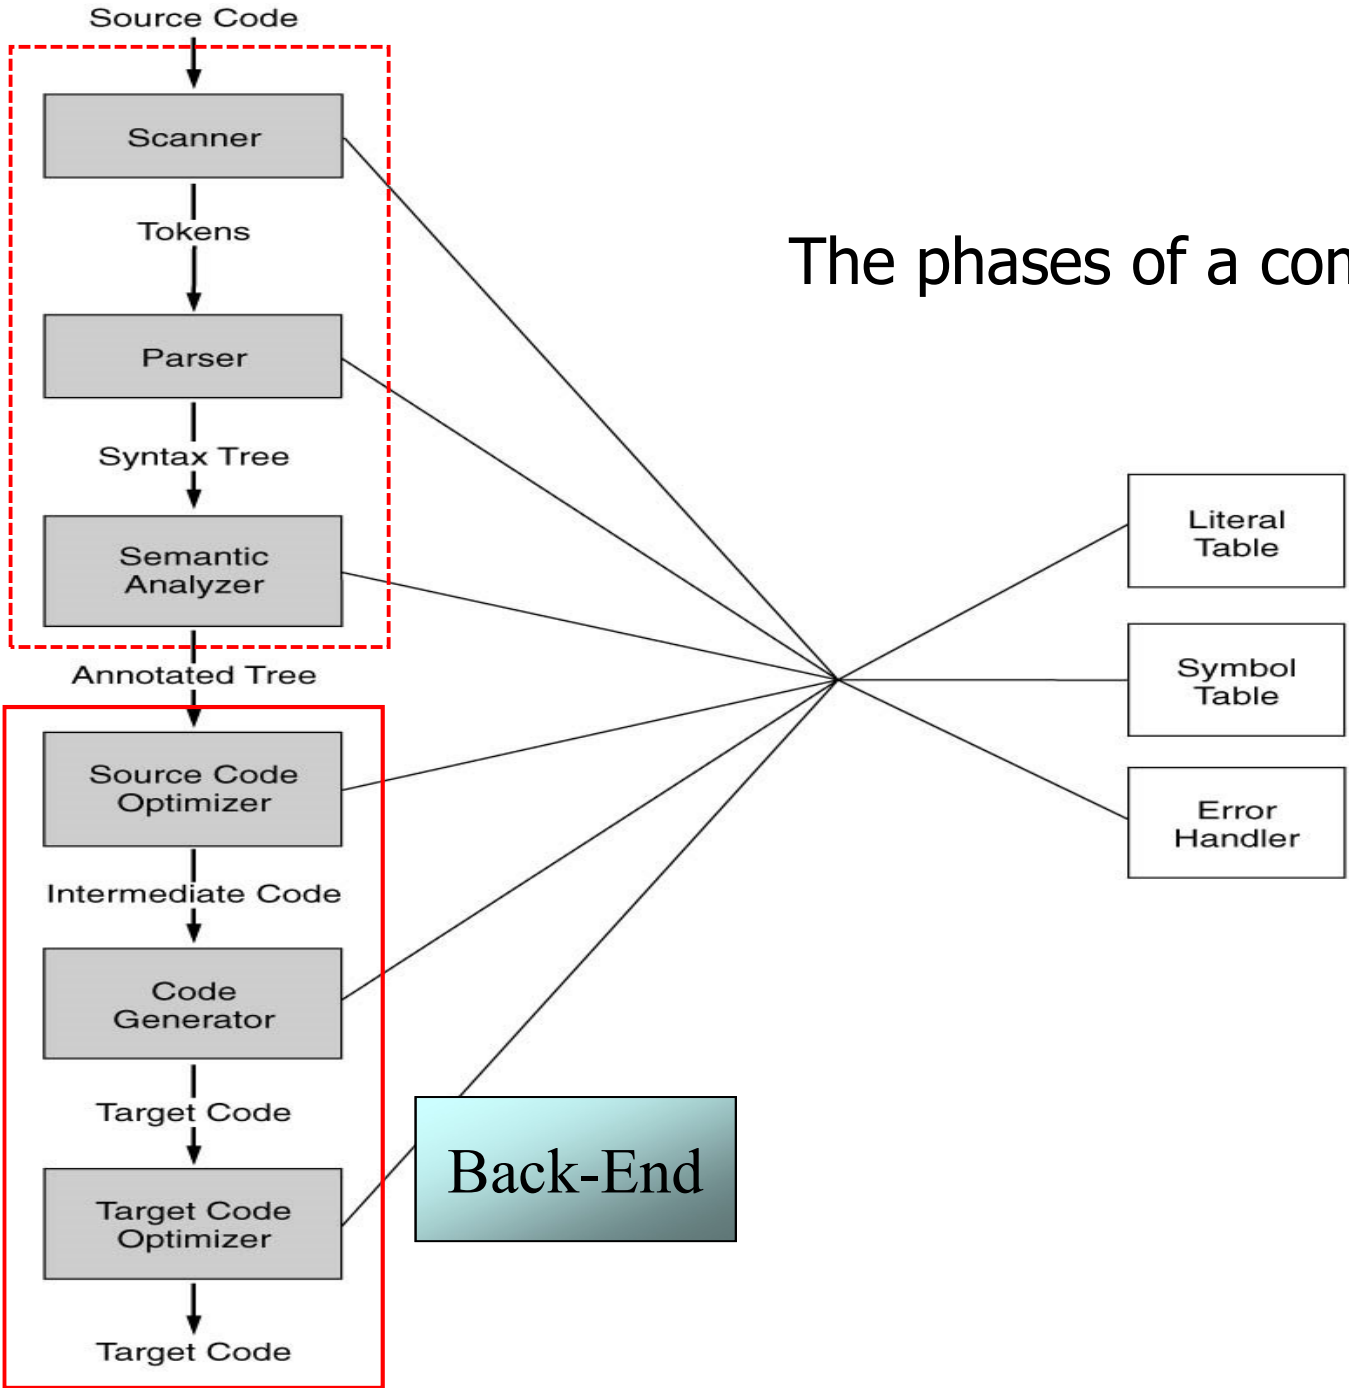 Source Code
Scanner
Tokens
The phases of a com
Parser
Syntax Tree
Semantic
Analyzer
Literal
Table
Annotated Tree
Symbol
Table
Source Code
Optimizer
Error
Handler
Intermediate Code
Code
Generator
Target Code
Back-End
Target Code
Optimizer
Target Code